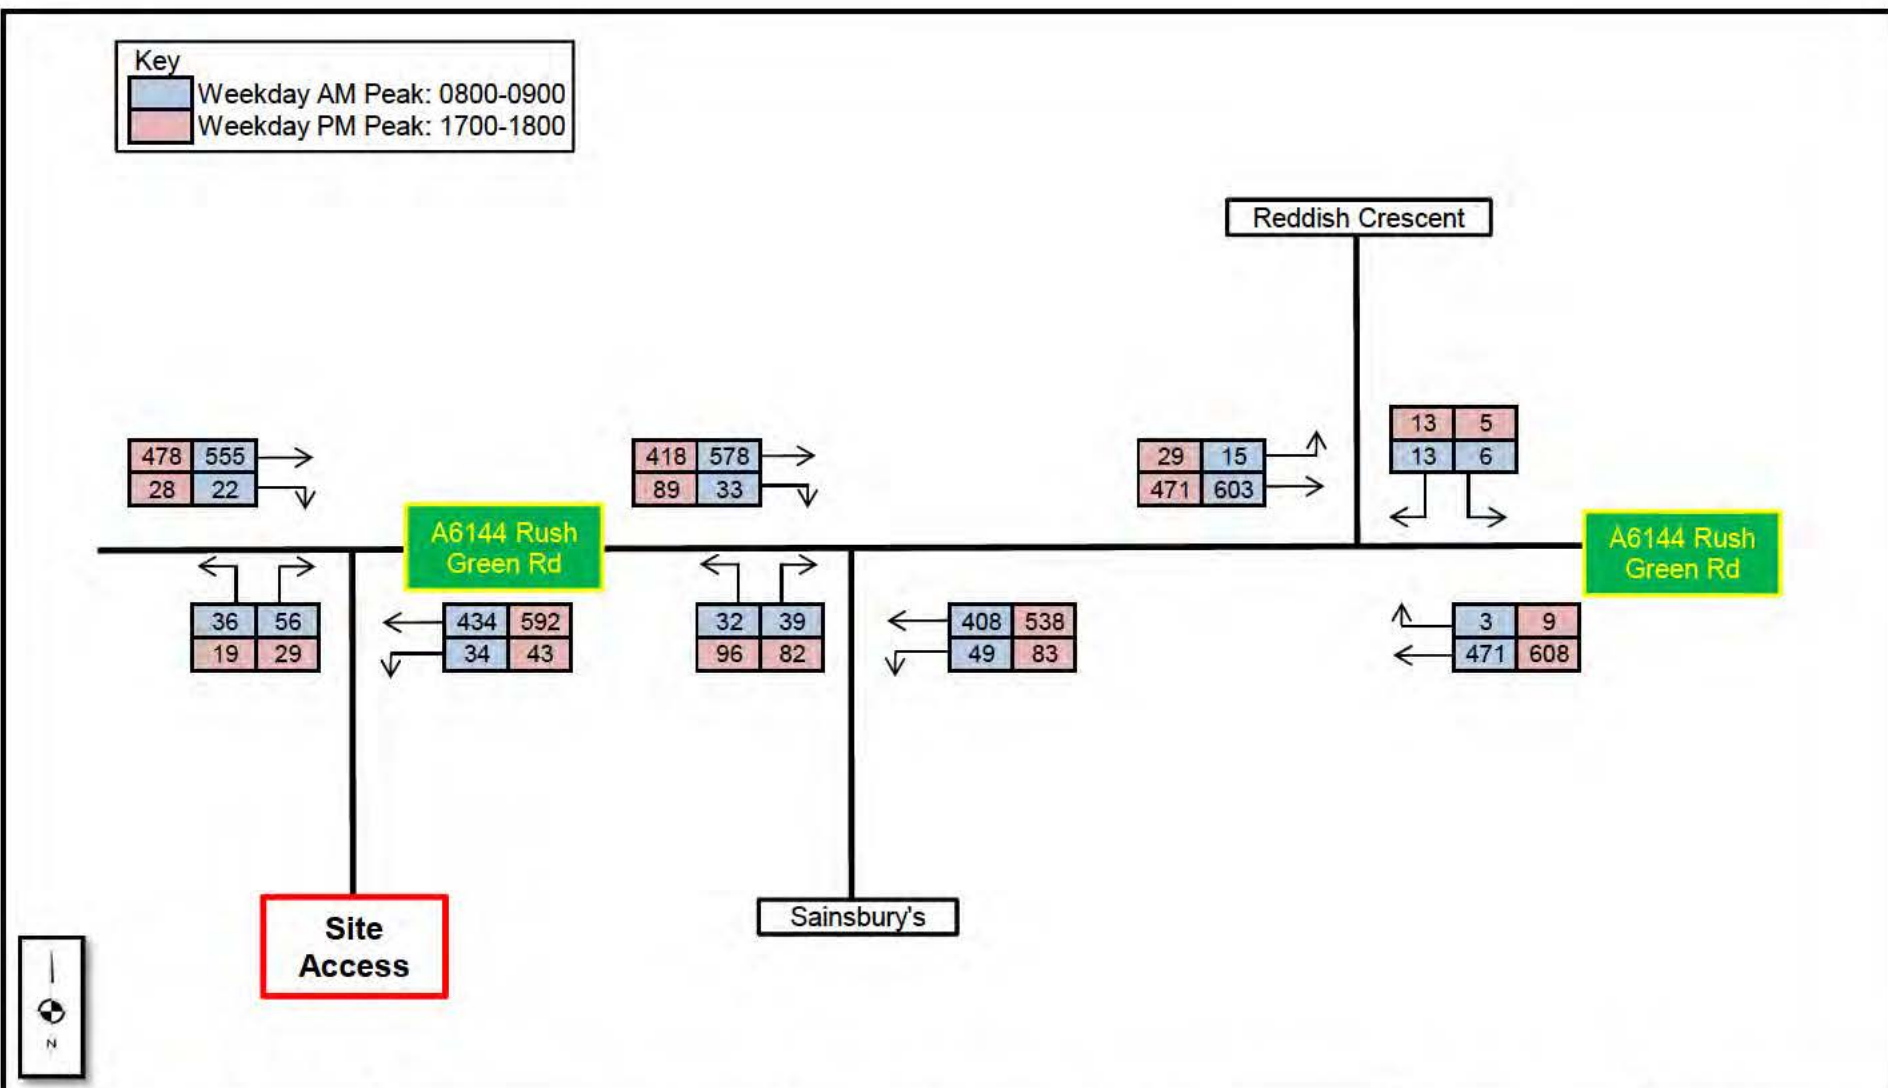 Key
Weekday AM Peak: 0800-0900
Weekday PM Peak: 1700-1800
Reddish Crescent
13 5
13 6
478 555
28 22
418 578
89 33
29 15
471 603
A6144 Rush
Green Rd
A6144 Rush
Green Rd
36 56
19 29
434 592
34 43
32 39
96 82
408 538
49 83
3 9
471 608
Site
Access
Sainsbury's
N